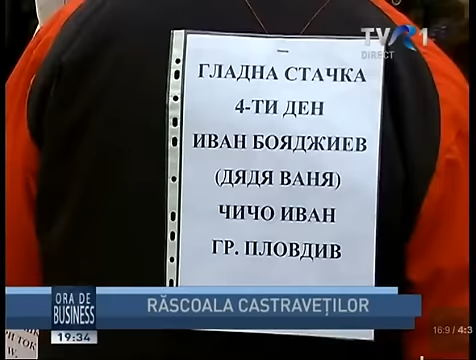 TVR1
DIRECT
ГЛАДНА СТАЧКА
4-ТИ ДЕН
ИВАН БОЯДЖИЕВ
(ДЯДЯ ВАНЯ)
ЧИЧО ИВАН
ГР. ПЛОВДИВ
ORA DE
BUSINESS
RĂSCOALA CASTRAVEȚILOR
19:34
16:9 / 4:3
ТОК